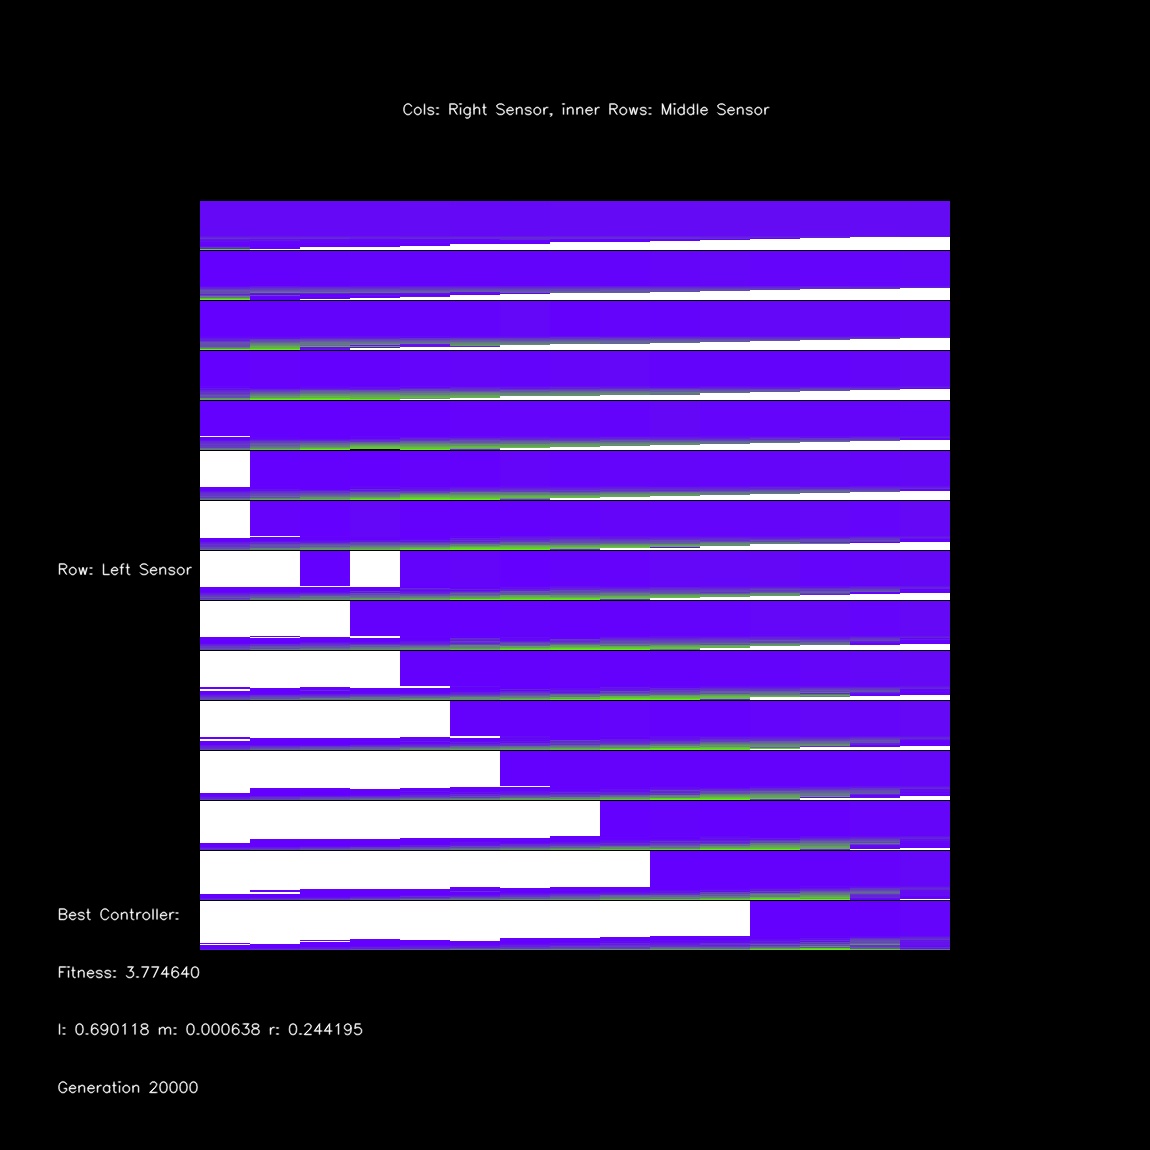 Cols: Right Sensor, inner Rows: Middle Sensor
Row: Left Sensor
Best Controller:
Fitness: 3.774640
l: 0.690118 m: 0.000638 r: 0.244195
Generation 20000